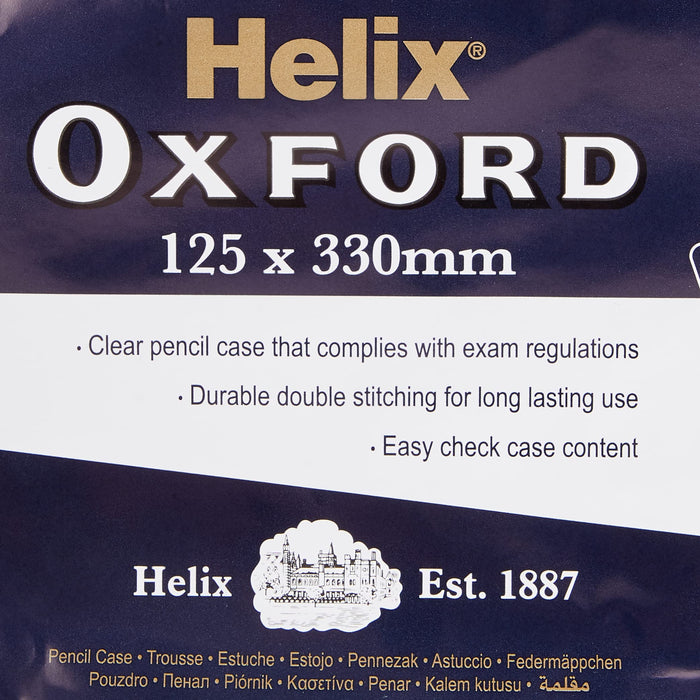 Helix®
OXFORD
125 x 330mm
• Clear pencil case that complies with exam regulations
• Durable double stitching for long lasting use
• Easy check case content
Helix Est. 1887
Pencil Case • Trousse • Estuche • Estojo • Pennezak • Astuccio • Federmäppchen
Pouzdro • Пенал • Piórnik • Κασετίνα • Penar • Kalem kutusu • مقلمة